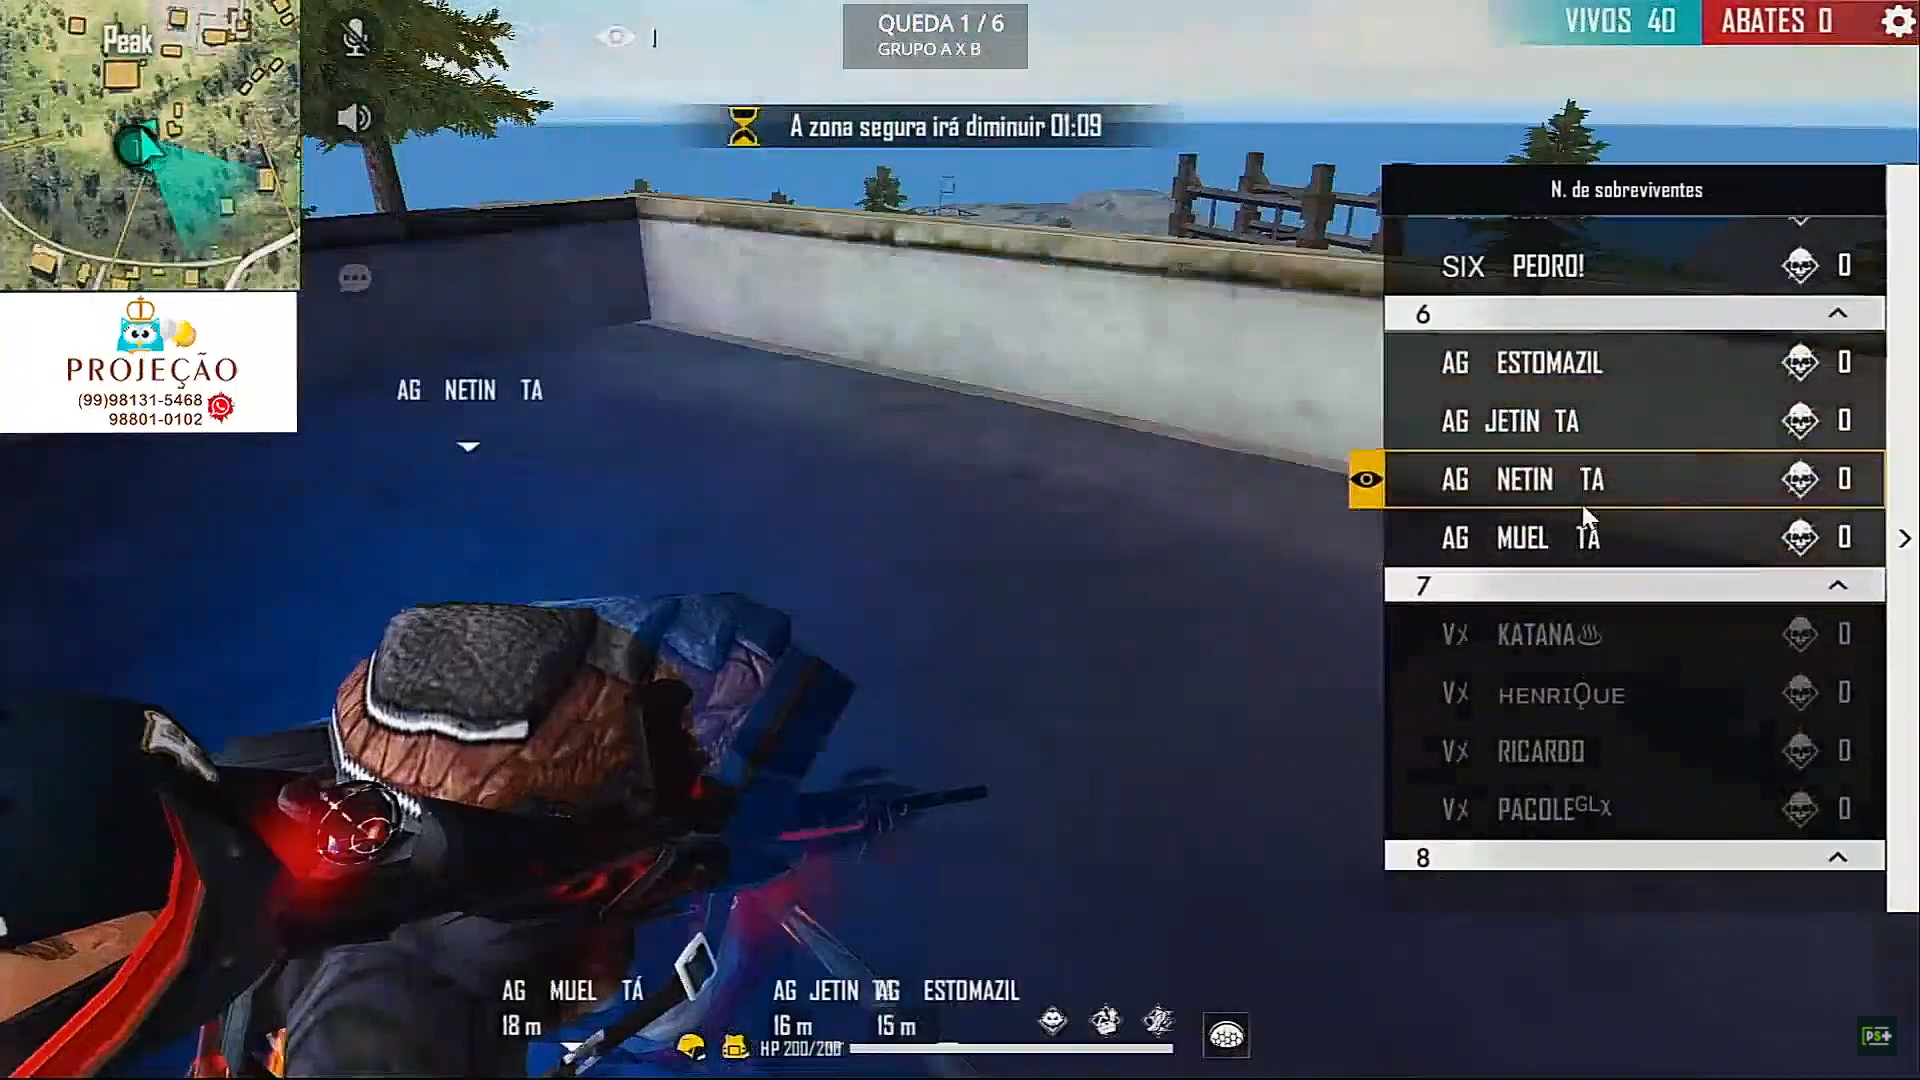 Peak
QUEDA 1 / 6
GRUPO A X B
VIVOS 40
ABATES 0
A zona segura irá diminuir 01:09
N. de sobreviventes
SIX PEDRO! 0
6
AG ESTOMAZIL 0
AG JETIN TA 0
AG NETIN TA 0
AG MUEL TÁ 0
7
Vx KATANA♨ 0
Vx HENRIQUE 0
Vx RICARDO 0
Vx PACOLEᴳᴸx 0
8
PROJEÇÃO
(99)98131-5468
98801-0102
AG NETIN TA
AG MUEL TÁ
18 m
AG JETIN
16 m
AG ESTOMAZIL
15 m
HP 200/200
PS+